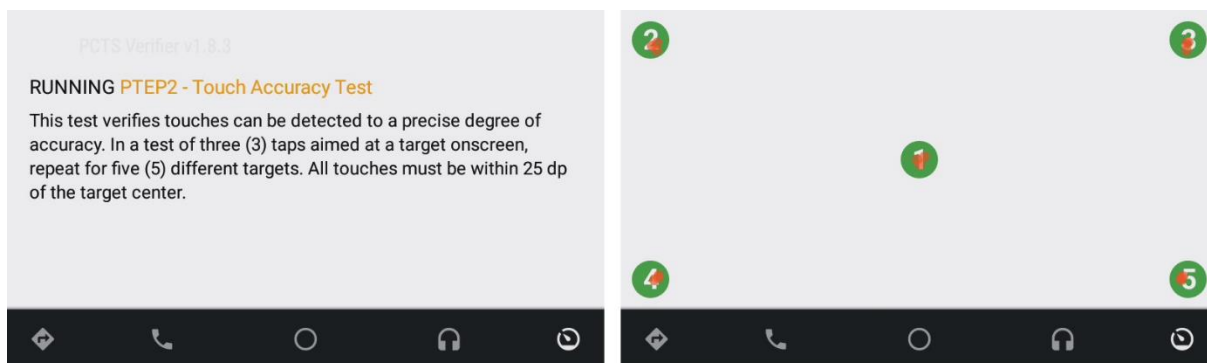 PCTS Verifier v1.8.3
RUNNING PTEP2 - Touch Accuracy Test
This test verifies touches can be detected to a precise degree of
accuracy. In a test of three (3) taps aimed at a target onscreen,
repeat for five (5) different targets. All touches must be within 25 dp
of the target center.
2
3
1
4
5